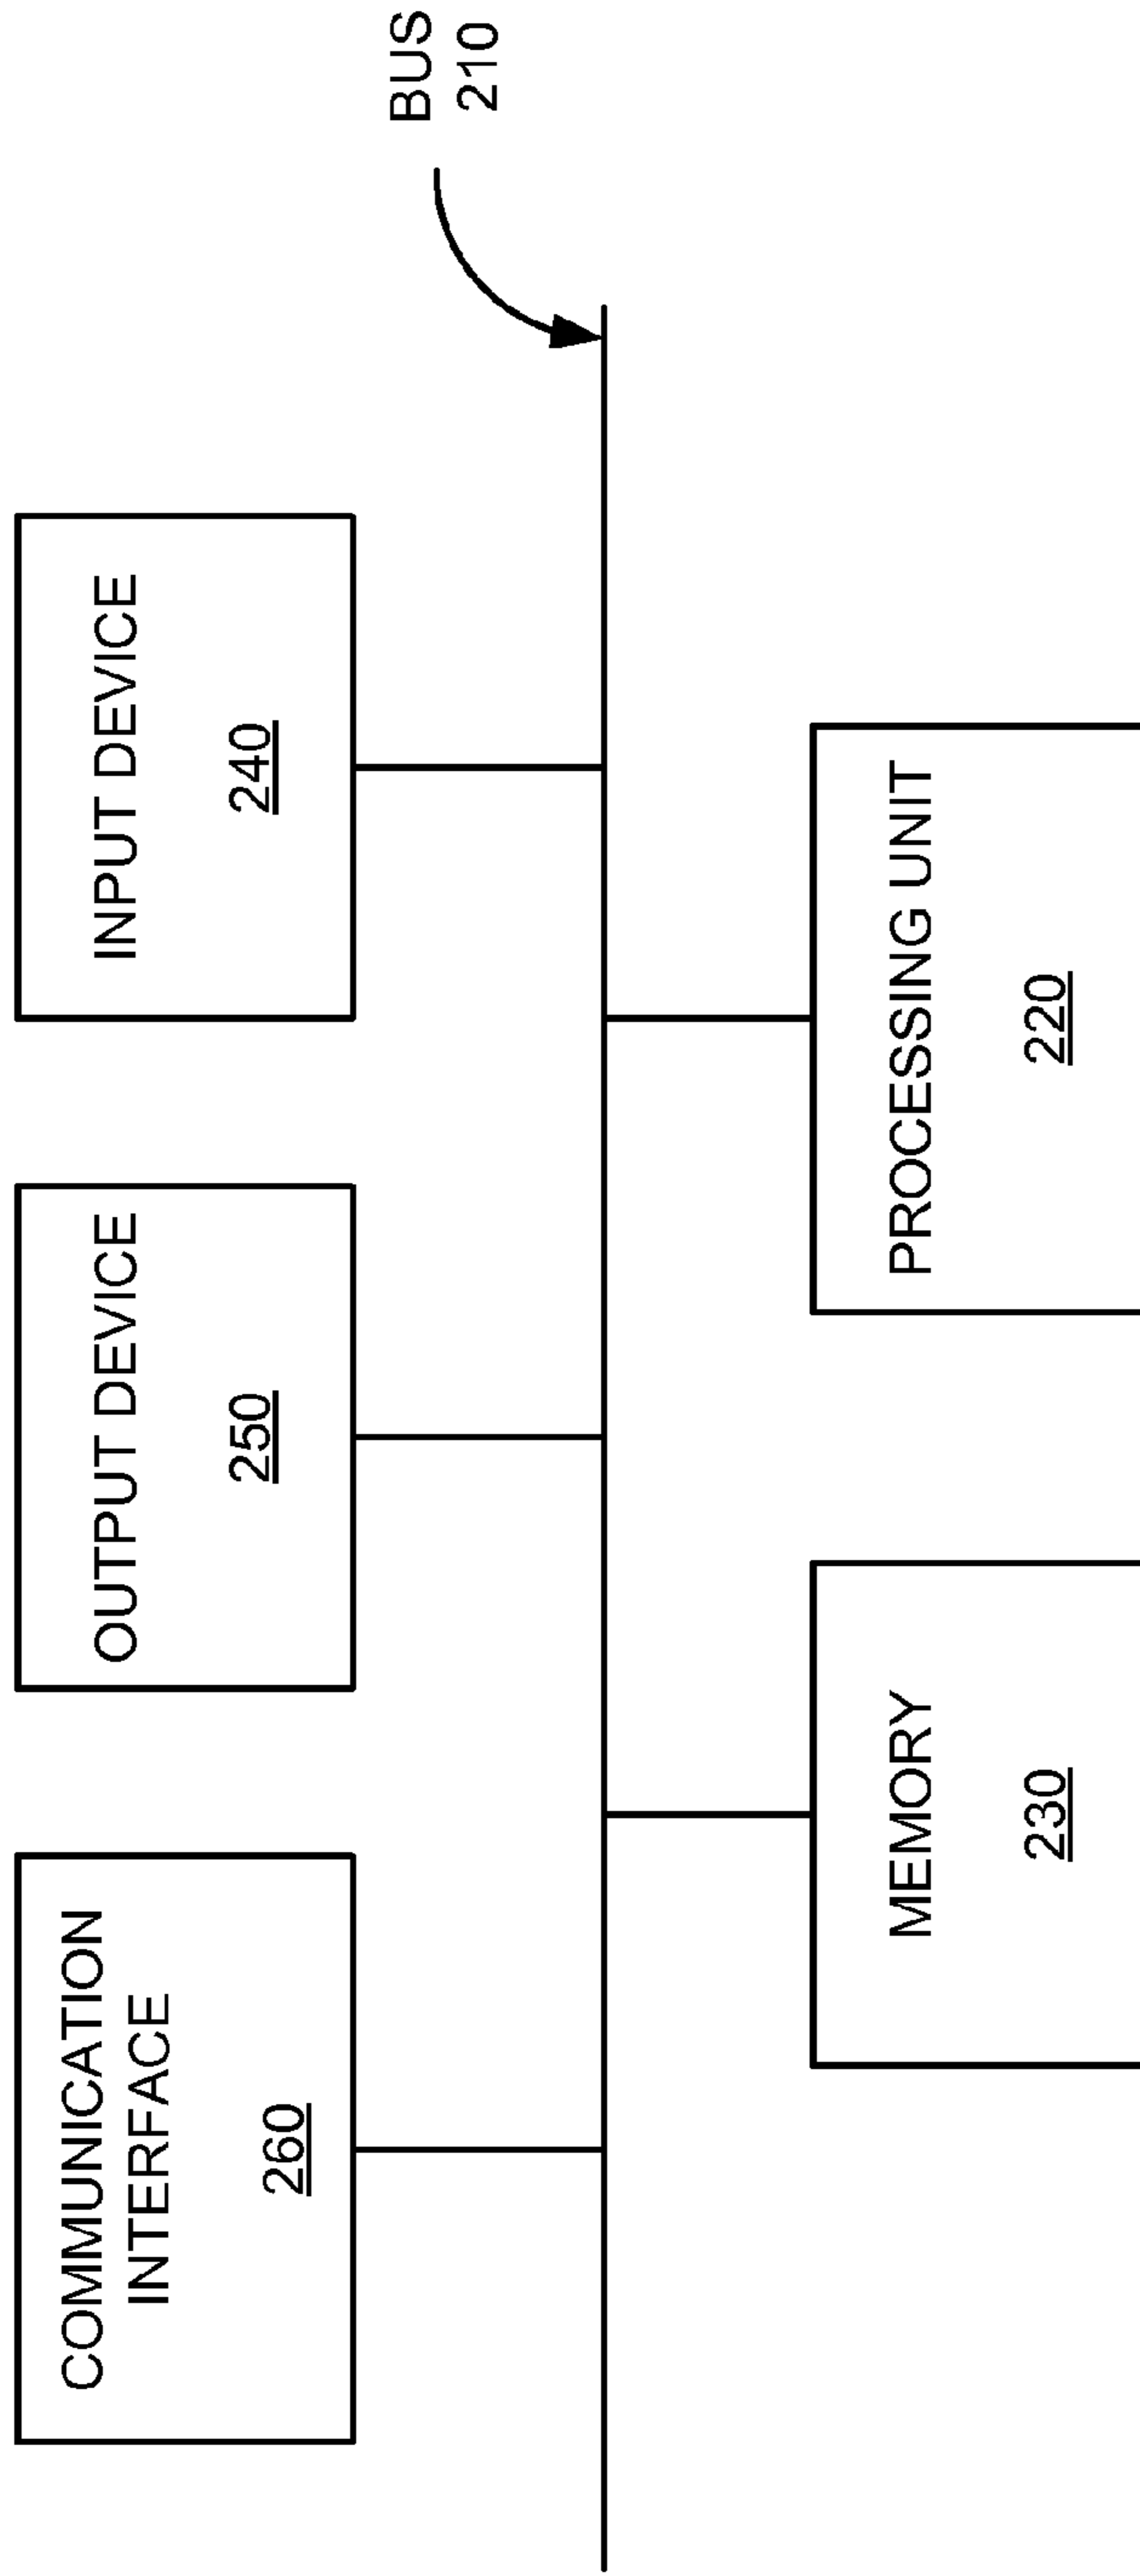 COMMUNICATION
INTERFACE
260
OUTPUT DEVICE
250
INPUT DEVICE
240
BUS
210
MEMORY
230
PROCESSING UNIT
220